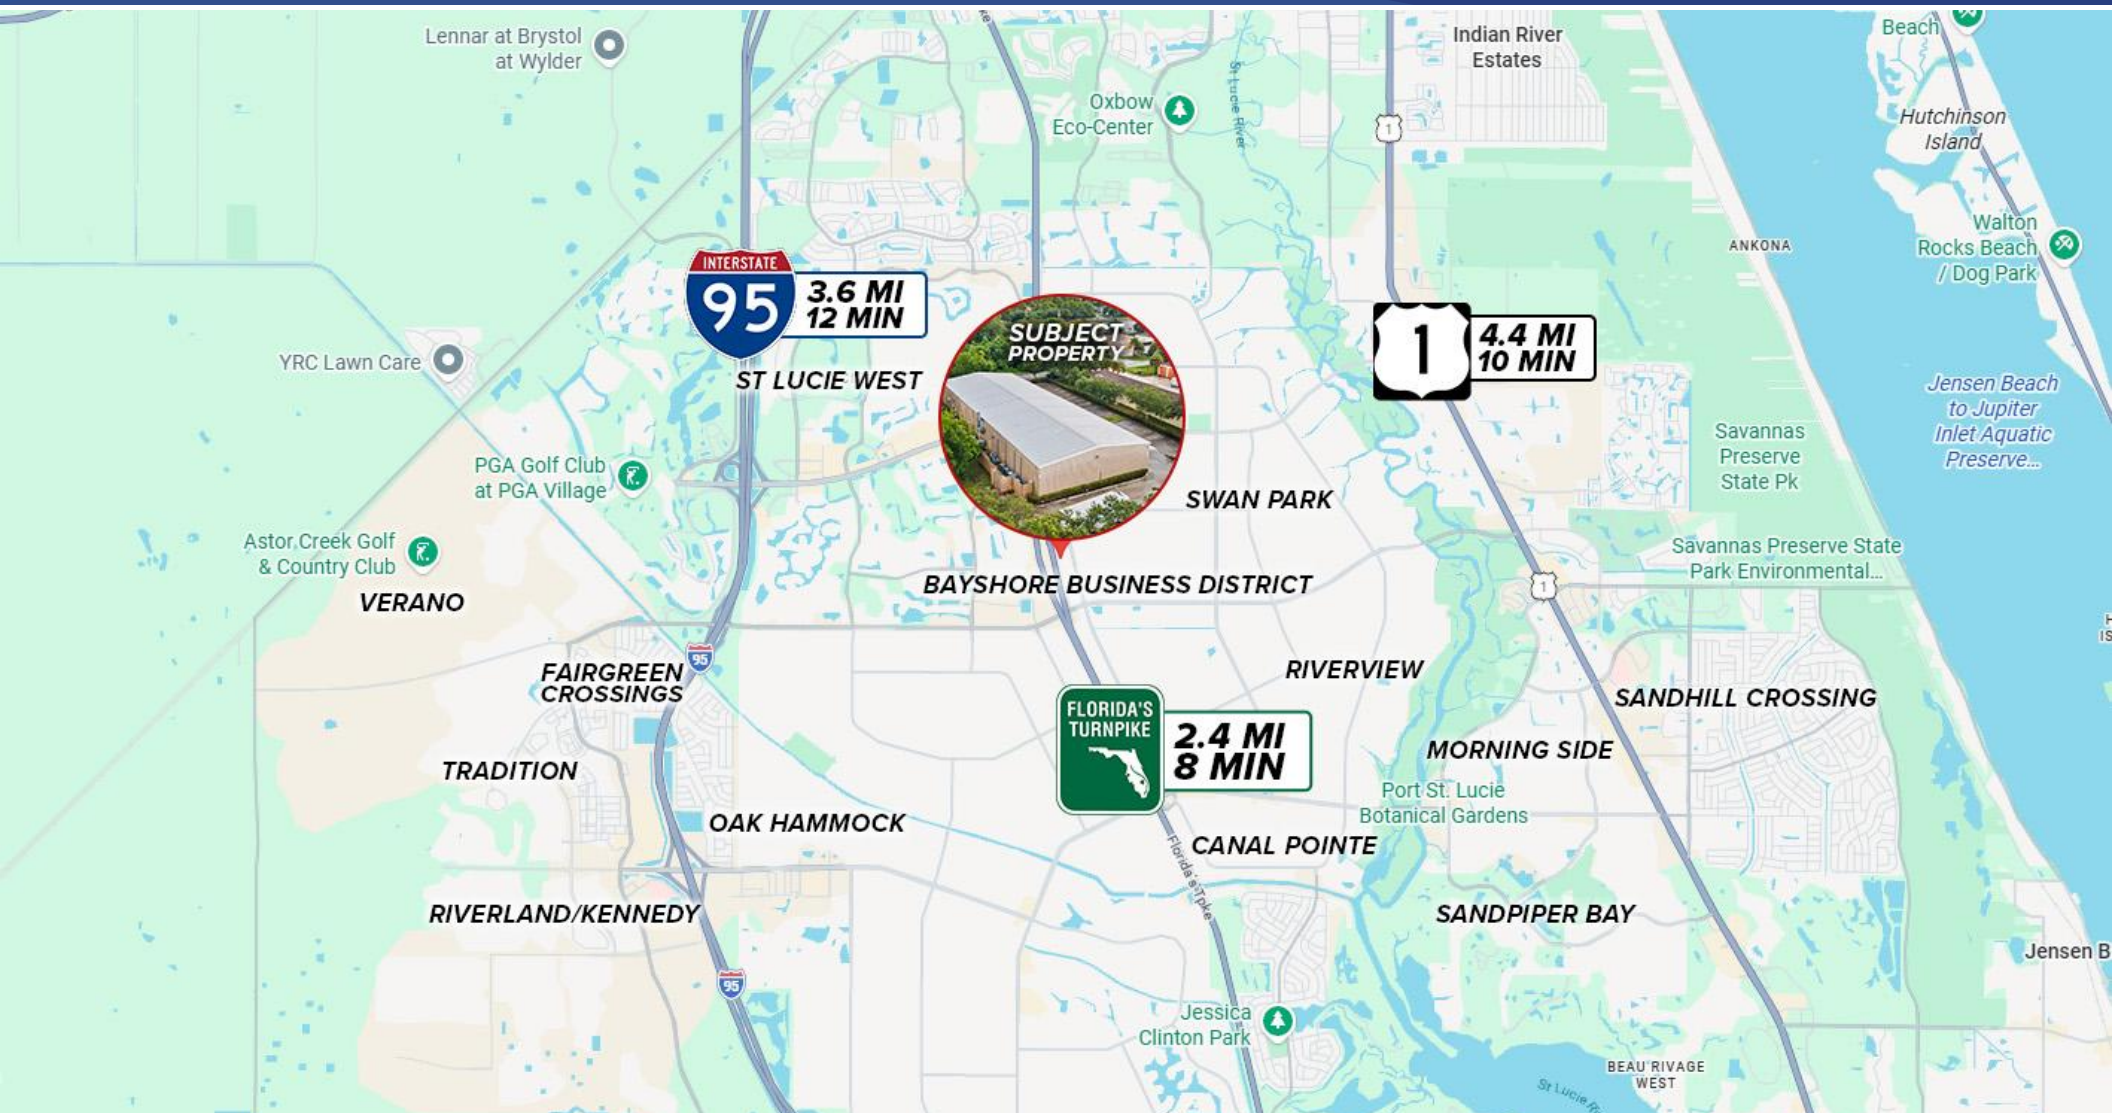 Lennar at Brystol
at Wylder
Oxbow
Eco-Center
St Lucie River
Indian River
Estates
Beach
1
Hutchinson
Island
Walton
Rocks Beach
/ Dog Park
ANKONA
INTERSTATE
95
3.6 MI
12 MIN
SUBJECT
PROPERTY
1
4.4 MI
10 MIN
YRC Lawn Care
ST LUCIE WEST
Jensen Beach
to Jupiter
Inlet Aquatic
Preserve...
PGA Golf Club
at PGA Village
Savannas
Preserve
State Pk
SWAN PARK
Astor Creek Golf
& Country Club
VERANO
BAYSHORE BUSINESS DISTRICT
1
Savannas Preserve State
Park Environmental...
95
FAIRGREEN
CROSSINGS
RIVERVIEW
SANDHILL CROSSING
FLORIDA'S
TURNPIKE
2.4 MI
8 MIN
TRADITION
MORNING SIDE
Port St. Lucie
Botanical Gardens
OAK HAMMOCK
CANAL POINTE
Florida's Tpke
RIVERLAND/KENNEDY
SANDPIPER BAY
Jensen B
95
Jessica
Clinton Park
BEAU RIVAGE
WEST
St Lucie R